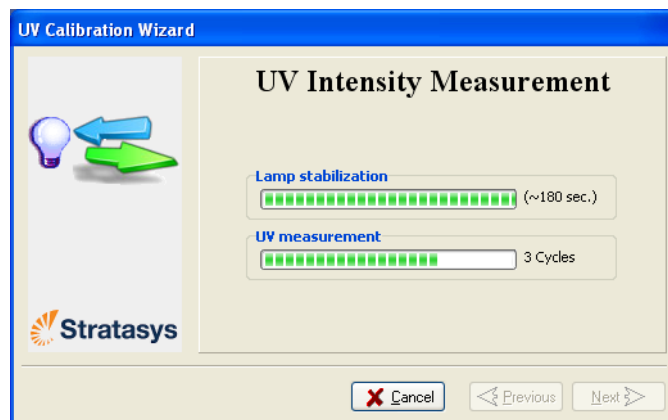 UV Calibration Wizard
UV Intensity Measurement
Lamp stabilization
(~180 sec.)
UV measurement
3 Cycles
Stratasys
Cancel
Previous
Next